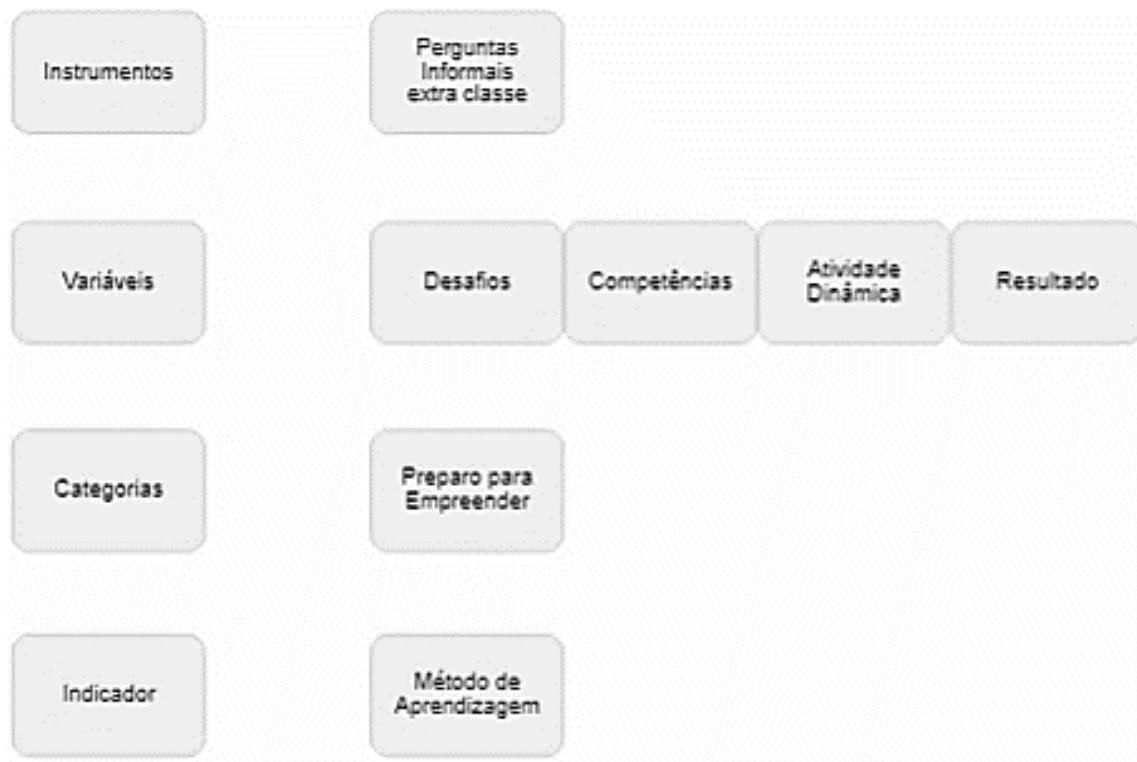 Instrumentos
Perguntas
Informais
extra classe
Variáveis
Desafios
Competências
Atividade
Dinâmica
Resultado
Categorias
Preparo para
Empreender
Indicador
Método de
Aprendizagem